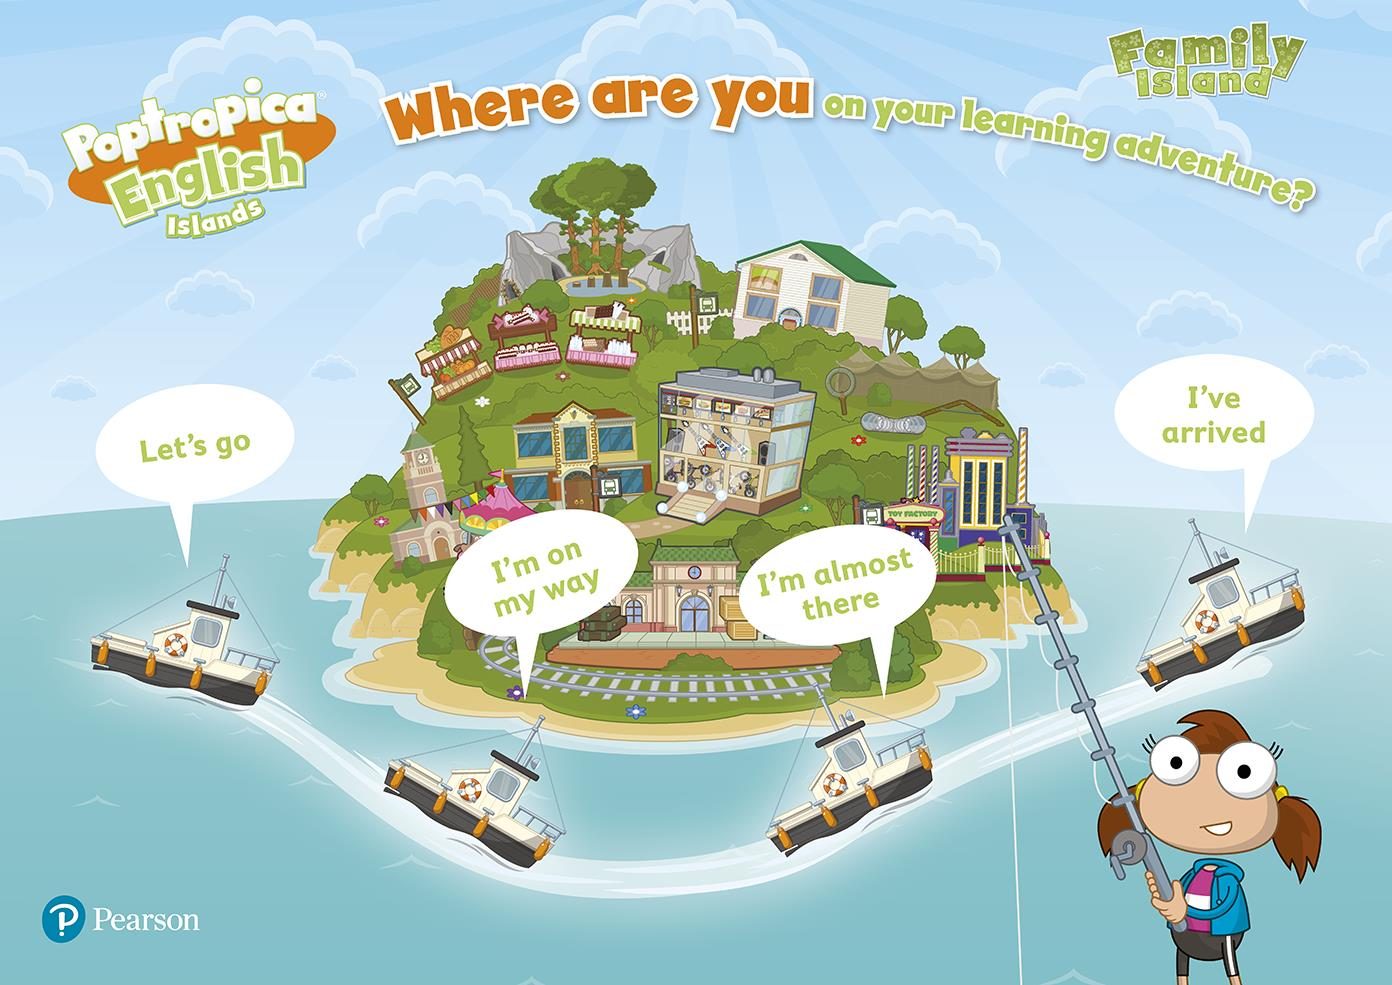 Poptropica®
English
Islands
Where are you on your learning adventure?
Family
Island
Let's go
I'm on
my way
I'm almost
there
I've
arrived
TOY FACTORY
Pearson